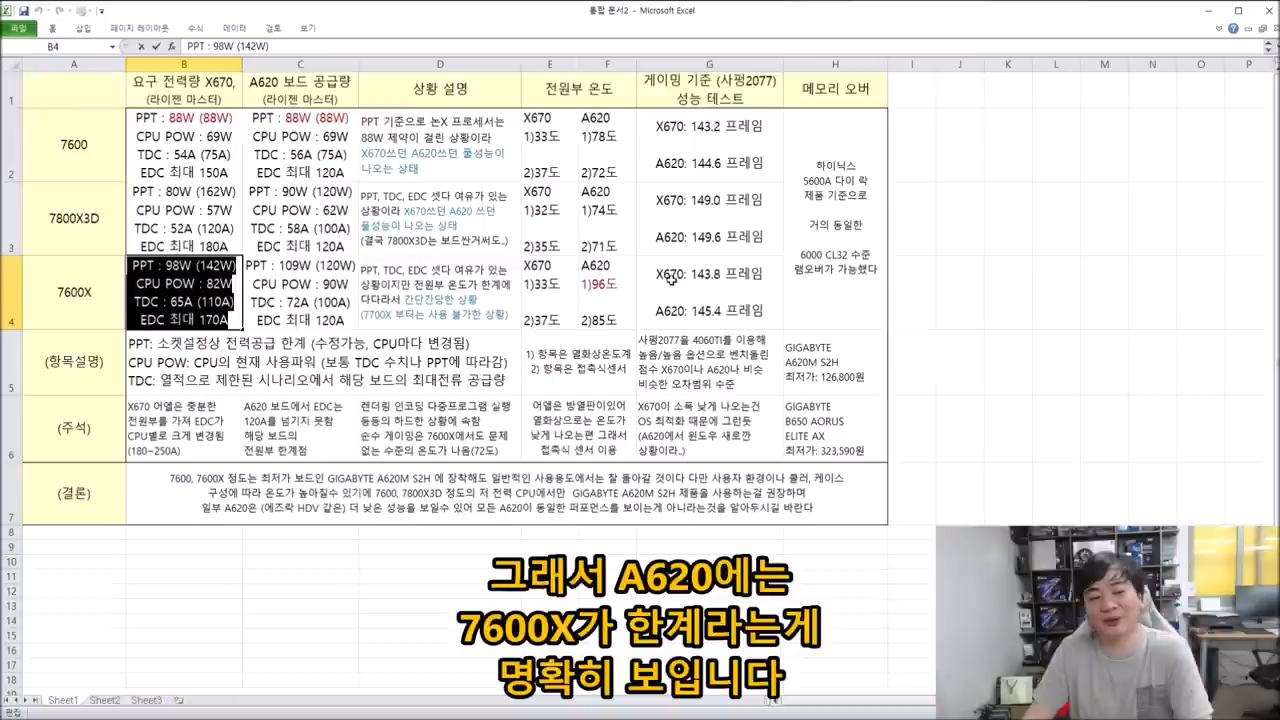 통합 문서2 - Microsoft Excel
파일 홈 삽입 페이지 레이아웃 수식 데이터 검토 보기
B4 fx PPT : 98W (142W)
A B C D E F G H I J K L M N O P
1 요구 전력량 X670, A620 보드 공급량 상황 설명 전원부 온도 게이밍 기준 (사펑2077) 메모리 오버
(라이젠 마스터) (라이젠 마스터) 성능 테스트
7600
PPT : 88W (88W)
CPU POW : 69W
TDC : 54A (75A)
EDC 최대 150A
PPT : 88W (88W)
CPU POW : 69W
TDC : 56A (75A)
EDC 최대 120A
PPT 기준으로 논X 프로세서는
88W 제약이 걸린 상황이라
X670쓰던 A620쓰던 풀성능이
나오는 상태
X670
1)33도
2)37도
A620
1)78도
2)72도
X670: 143.2 프레임
A620: 144.6 프레임
하이닉스
5600A 다이 락
제품 기준으로
거의 동일한
6000 CL32 수준
램오버가 가능했다
2
7800X3D
PPT : 80W (162W)
CPU POW : 57W
TDC : 52A (120A)
EDC 최대 180A
PPT : 90W (120W)
CPU POW : 62W
TDC : 58A (100A)
EDC 최대 120A
PPT, TDC, EDC 셋다 여유가 있는
상황이라 X670쓰던 A620 쓰던
풀성능이 나오는 상태
(결국 7800X3D는 보드싼거써도..)
X670
1)32도
2)35도
A620
1)74도
2)71도
X670: 149.0 프레임
A620: 149.6 프레임
3
7600X
PPT : 98W (142W)
CPU POW : 82W
TDC : 65A (110A)
EDC 최대 170A
PPT : 109W (120W)
CPU POW : 90W
TDC : 72A (100A)
EDC 최대 120A
PPT, TDC, EDC 셋다 여유가 있는
상황이지만 전원부 온도가 한계에
다다라서 간단간당한 상황
(7700X 부터는 사용 불가한 상황)
X670
1)33도
2)37도
A620
1)96도
2)85도
X670: 143.8 프레임
A620: 145.4 프레임
4
(항목설명)
PPT: 소켓설정상 전력공급 한계 (수정가능, CPU마다 변경됨)
CPU POW: CPU의 현재 사용파워 (보통 TDC 수치나 PPT에 따라감)
TDC: 열적으로 제한된 시나리오에서 해당 보드의 최대전류 공급량
1) 항목은 열화상온도계
2) 항목은 접촉식센서
사펑2077을 4060TI를 이용해
높음/높음 옵션으로 벤치돌린
점수 X670이나 A620나 비슷
비슷한 오차범위 수준
GIGABYTE
A620M S2H
최저가: 126,800원
5
(주석)
X670 어엘은 충분한
전원부를 가져 EDC가
CPU별로 크게 변경됨
(180~250A)
A620 보드에서 EDC는
120A를 넘기지 못함
해당 보드의
전원부 한계점
렌더링 인코딩 다중프로그램 실행
등등의 하드한 상황에 속함
순수 게이밍은 7600X에서도 문제
없는 수준의 온도가 나옴(72도)
어엘은 방열판이있어
열화상으로는 온도가
낮게 나오는편 그래서
접촉식 센서 이용
X670이 소폭 낮게 나오는건
OS 최적화 때문에 그런듯
(A620에서 윈도우 새로깐
상황이라..)
GIGABYTE
B650 AORUS
ELITE AX
최저가: 323,590원
6
(결론)
7600, 7600X 정도는 최저가 보드인 GIGABYTE A620M S2H 에 장착해도 일반적인 사용용도에서는 잘 돌아갈 것이다 다만 사용자 환경이나 쿨러, 케이스
구성에 따라 온도가 높아질수 있기에 7600, 7800X3D 정도의 저 전력 CPU에서만 GIGABYTE A620M S2H 제품을 사용하는걸 권장하며
일부 A620은 (에즈락 HDV 같은) 더 낮은 성능을 보일수 있어 모든 A620이 동일한 퍼포먼스를 보이는게 아니라는것을 알아두시길 바란다
7
8
9
10
11
12
13
14
15
16
17
18
19
그래서 A620에는
7600X가 한계라는게
명확히 보입니다
Sheet1 Sheet2 Sheet3
편집